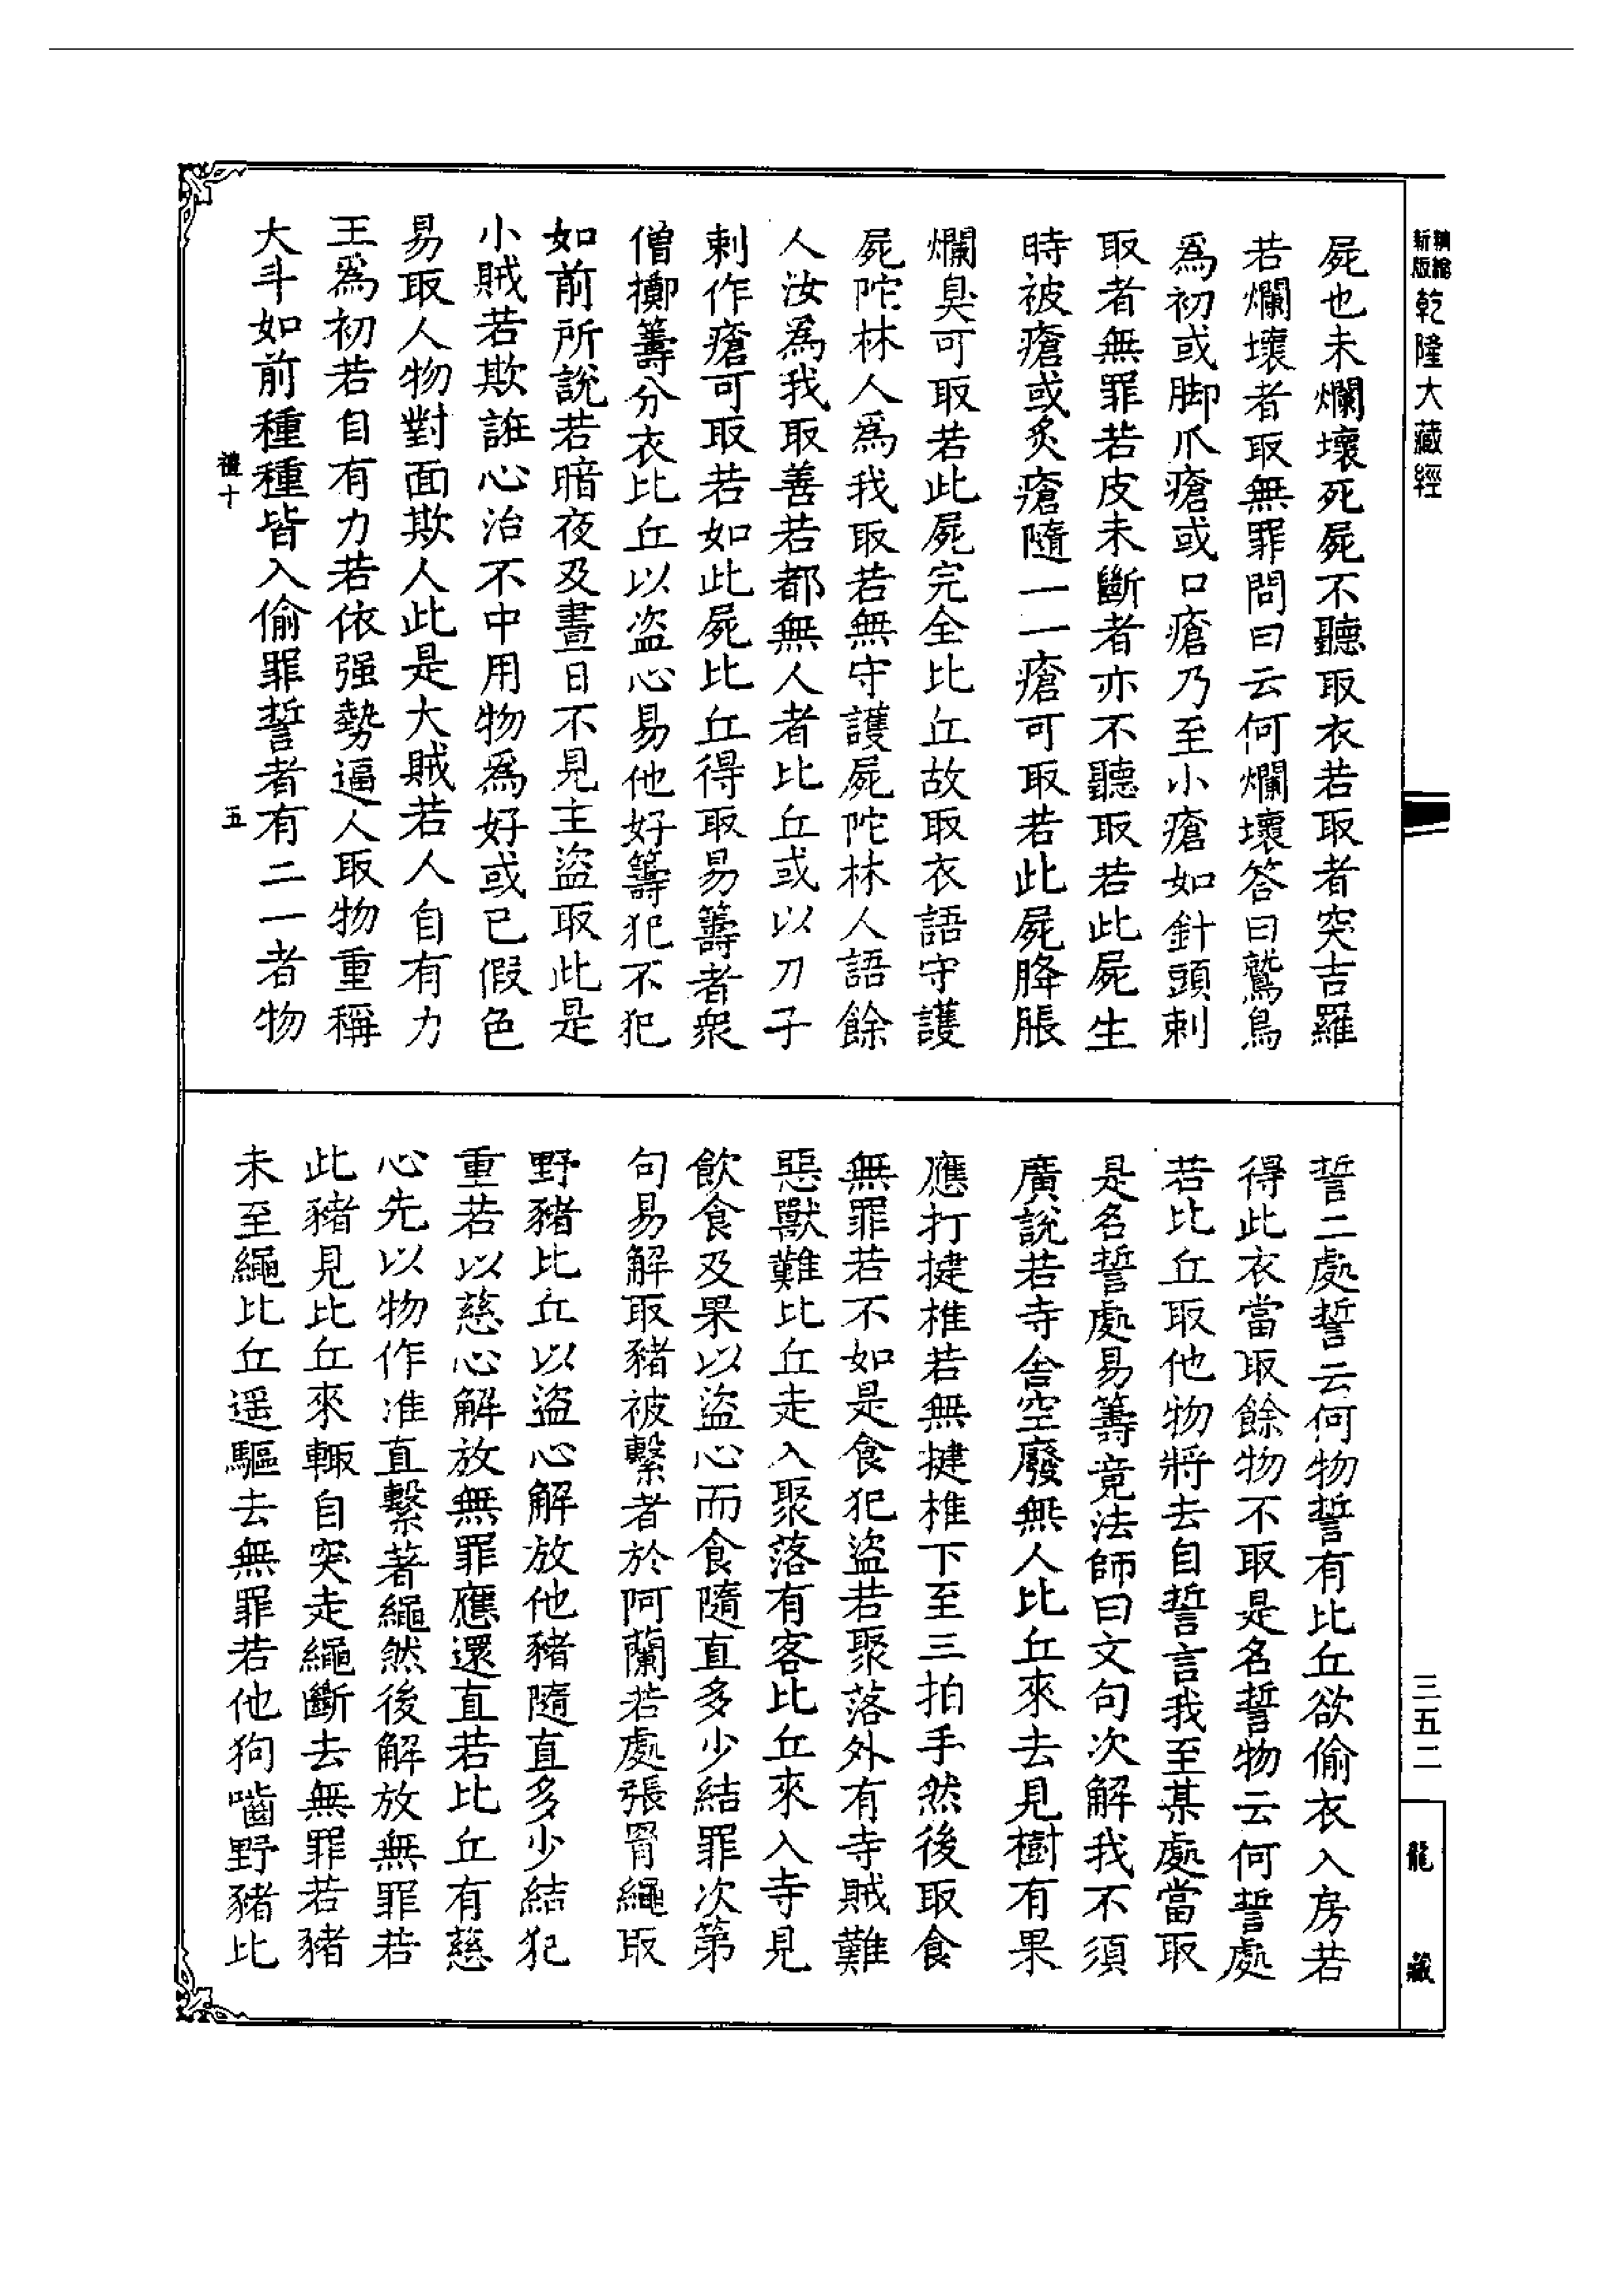 精縮新版乾隆大藏經
屍也未爛壞死屍不聽取衣若取者突吉羅
若爛壞者取無罪問曰云何爛壞答曰鷲鳥
爲初或脚爪瘡或口瘡乃至小瘡如針頭刺
取者無罪若皮未斷者亦不聽取若此屍生
時被瘡或炙瘡隨一一瘡可取若此屍膖脹
爛臭可取若此屍完全比丘故取衣語守護
屍陀林人爲我取若無守護屍陀林人語餘
人汝爲我取善若都無人者比丘或以刀子
刺作瘡可取若如此屍比丘得取易籌者衆
僧擲籌分衣比丘以盜心易他好籌犯不犯
如前所說若暗夜及晝日不見主盜取此是
小賊若欺誑心治不中用物爲好或已假色
易取人物對面欺人此是大賊若人自有力
王爲初若自有力若依强勢逼人取物重稱
大斗如前種種皆入偷罪誓者有二一者物
禮十
五
誓二處誓云何物誓有比丘欲偷衣入房若
得此衣當取餘物不取是名誓物云何誓處
若比丘取他物將去自誓言我至某處當取
是名誓處易籌竟法師曰文句次解我不須
廣說若寺舍空廢無人比丘來去見樹有果
應打揵椎若無揵椎下至三拍手然後取食
無罪若不如是食犯盜若聚落外有寺賊難
惡獸難比丘走入聚落有客比丘來入寺見
飲食及果以盜心而食隨直多少結罪次第
句易解取豬被繫者於阿蘭若處張罥繩取
野豬比丘以盜心解放他豬隨直多少結犯
重若以慈心解放無罪應還直若比丘有慈
心先以物作准直繫著繩然後解放無罪若
此豬見比丘來輙自突走繩斷去無罪若豬
未至繩比丘遥驅去無罪若他狗嚙野豬比
三五二
龍藏